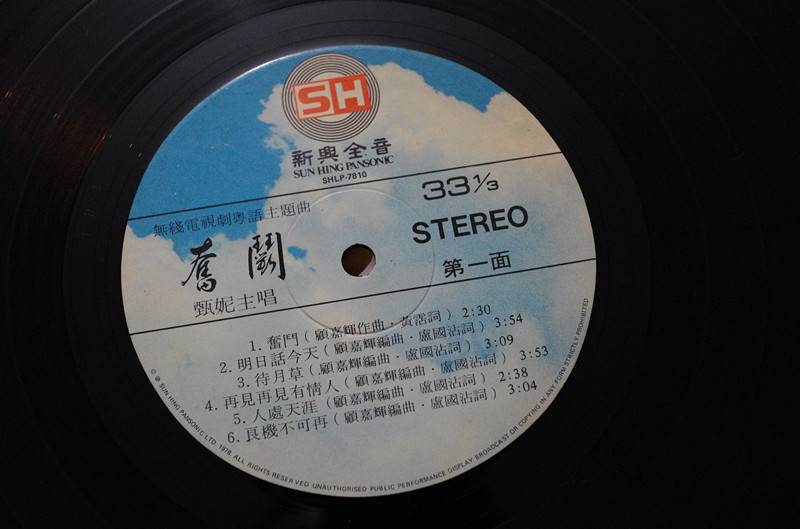 SH
新興全音
SUN HING PANSONIC
SHLP-7810
33 1/3
STEREO
第一面
無綫電視劇粵語主題曲
奮鬪
甄妮主唱
1. 奮鬥(顧嘉輝作曲·黃霑詞) 2:30
2. 明日話今天(顧嘉輝編曲·盧國沾詞) 3:54
3. 待月草(顧嘉輝編曲·盧國沾詞) 3:09
4. 再見再見有情人(顧嘉輝編曲·盧國沾詞) 3:53
5. 人處天涯(顧嘉輝編曲·盧國沾詞) 2:38
6. 良機不可再(顧嘉輝編曲·盧國沾詞) 3:04
© ℗ SUN HING PANSONIC LTD. 1978 ALL RIGHTS RESERVED UNAUTHORISED PUBLIC PERFORMANCE DISPLAY BROADCAST OR COPYING IN ANY FORM STRICTLY PROHIBITED